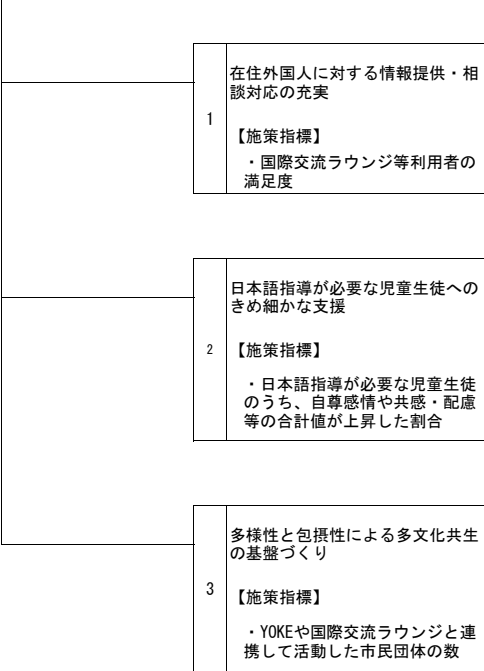 1
在住外国人に対する情報提供・相
談対応の充実
【施策指標】
・国際交流ラウンジ等利用者の
満足度
2
日本語指導が必要な児童生徒への
きめ細かな支援
【施策指標】
・日本語指導が必要な児童生徒
のうち、自尊感情や共感・配慮
等の合計値が上昇した割合
3
多様性と包摂性による多文化共生
の基盤づくり
【施策指標】
・YOKEや国際交流ラウンジと連
携して活動した市民団体の数